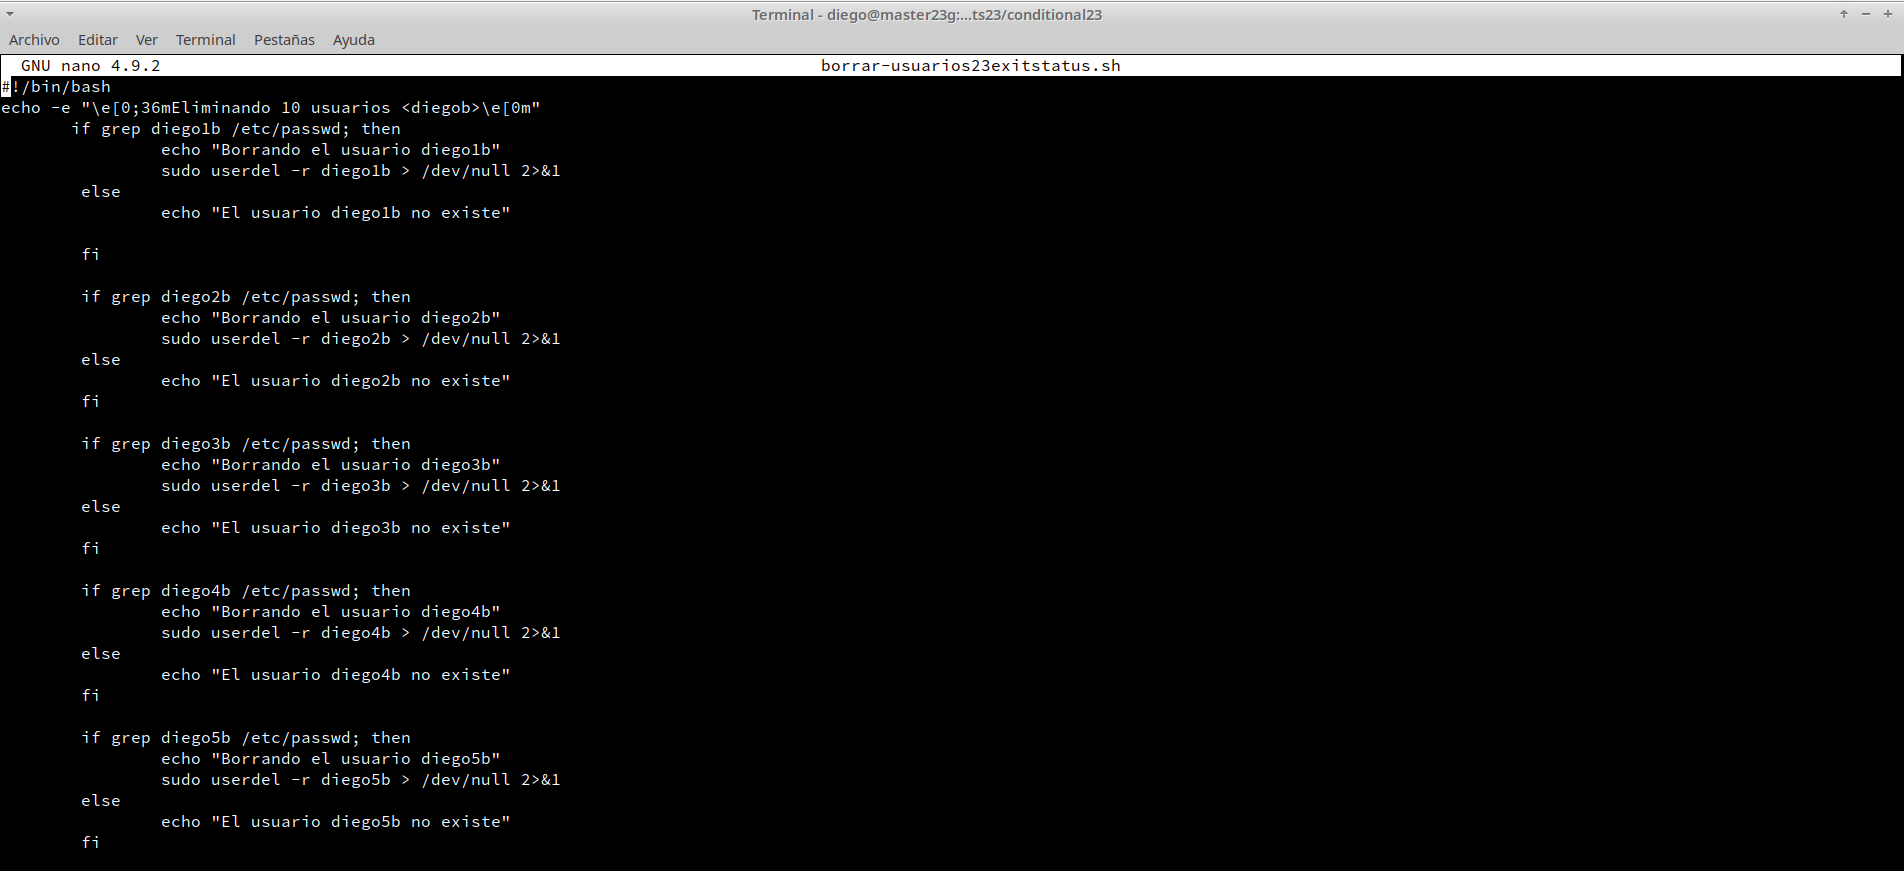 Terminal - diego@master23g:...ts23/conditional23
Archivo Editar Ver Terminal Pestañas Ayuda
GNU nano 4.9.2 borrar-usuarios23exitstatus.sh
#!/bin/bash
echo -e "\e[0;36mEliminando 10 usuarios <diegob>\e[0m"
if grep diego1b /etc/passwd; then
echo "Borrando el usuario diego1b"
sudo userdel -r diego1b > /dev/null 2>&1
else
echo "El usuario diego1b no existe"
fi
if grep diego2b /etc/passwd; then
echo "Borrando el usuario diego2b"
sudo userdel -r diego2b > /dev/null 2>&1
else
echo "El usuario diego2b no existe"
fi
if grep diego3b /etc/passwd; then
echo "Borrando el usuario diego3b"
sudo userdel -r diego3b > /dev/null 2>&1
else
echo "El usuario diego3b no existe"
fi
if grep diego4b /etc/passwd; then
echo "Borrando el usuario diego4b"
sudo userdel -r diego4b > /dev/null 2>&1
else
echo "El usuario diego4b no existe"
fi
if grep diego5b /etc/passwd; then
echo "Borrando el usuario diego5b"
sudo userdel -r diego5b > /dev/null 2>&1
else
echo "El usuario diego5b no existe"
fi